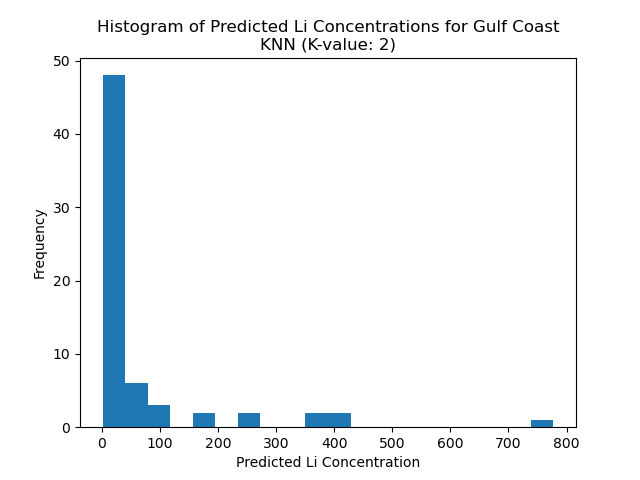 Histogram of Predicted Li Concentrations for Gulf Coast
KNN (K-value: 2)
50
40
30
20
10
0
Frequency
0 100 200 300 400 500 600 700 800
Predicted Li Concentration